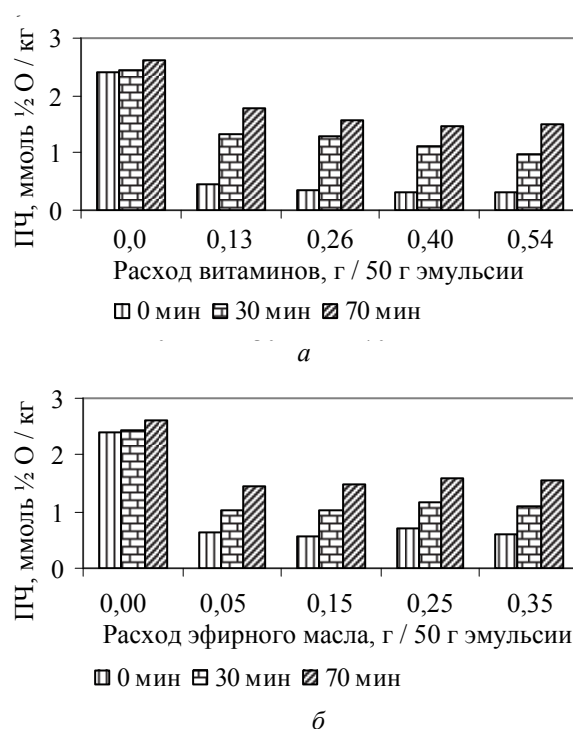 3
2
1
0
ПЧ, ммоль ½ О / кг
0,0 0,13 0,26 0,40 0,54
Расход витаминов, г / 50 г эмульсии
0 мин 30 мин 70 мин
а
3
2
1
0
ПЧ, ммоль ½ О / кг
0,00 0,05 0,15 0,25 0,35
Расход эфирного масла, г / 50 г эмульсии
0 мин 30 мин 70 мин
б